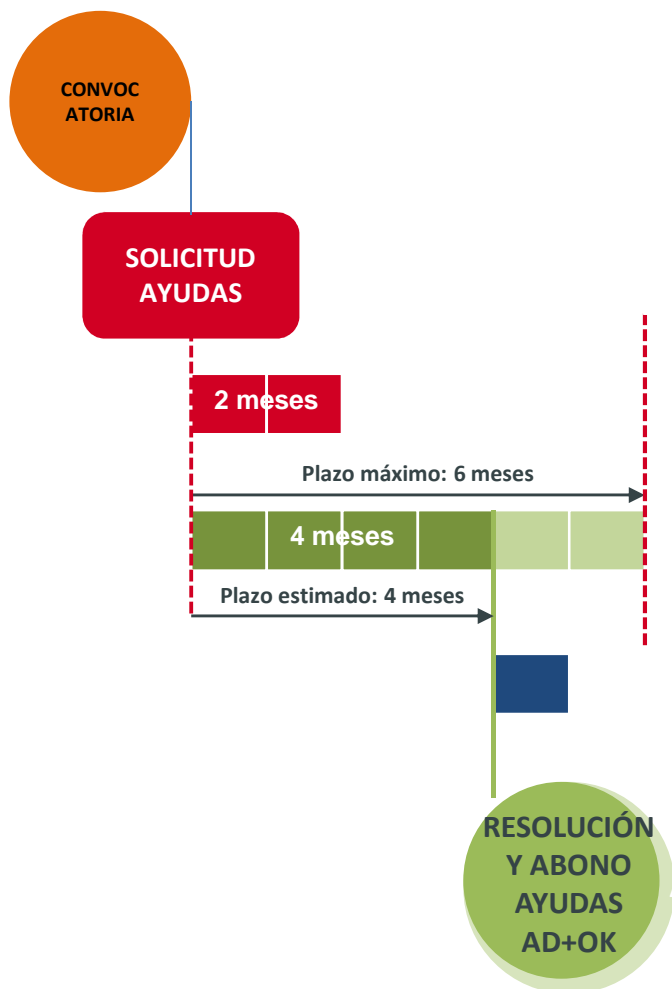 CONVOC
ATORIA
SOLICITUD
AYUDAS
2 meses
Plazo máximo: 6 meses
4 meses
Plazo estimado: 4 meses
RESOLUCIÓN
Y ABONO
AYUDAS
AD+OK